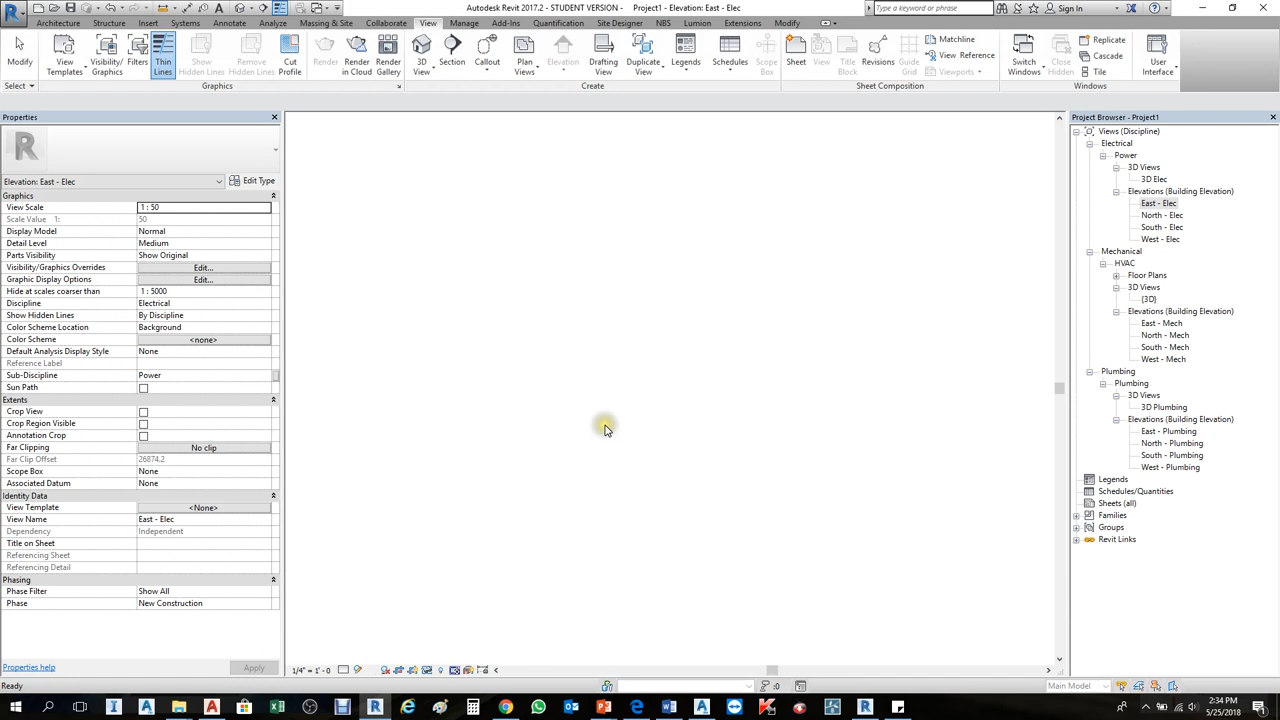 Autodesk Revit 2017.2 - STUDENT VERSION - Project1 - Elevation: East - Elec
Type a keyword or phrase
Sign In
Architecture Structure Insert Systems Annotate Analyze Massing & Site Collaborate View Manage Add-Ins Quantification Site Designer NBS Lumion Extensions Modify
Modify
View Templates
Visibility/ Graphics
Filters
Thin Lines
Show Hidden Lines
Remove Hidden Lines
Cut Profile
Render
Render in Cloud
Render Gallery
3D View
Section
Callout
Plan Views
Elevation
Drafting View
Duplicate View
Legends
Schedules
Scope Box
Sheet
View
Title Block
Revisions
Guide Grid
Matchline
View Reference
Viewports
Switch Windows
Close Hidden
Replicate
Cascade
Tile
User Interface
Select Graphics Create Sheet Composition Windows
Properties
R
Elevation: East - Elec
Edit Type
Graphics
View Scale 1 : 50
Scale Value 1: 50
Display Model Normal
Detail Level Medium
Parts Visibility Show Original
Visibility/Graphics Overrides Edit...
Graphic Display Options Edit...
Hide at scales coarser than 1 : 5000
Discipline Electrical
Show Hidden Lines By Discipline
Color Scheme Location Background
Color Scheme <none>
Default Analysis Display Style None
Reference Label
Sub-Discipline Power
Sun Path
Extents
Crop View
Crop Region Visible
Annotation Crop
Far Clipping No clip
Far Clip Offset 26874.2
Scope Box None
Associated Datum None
Identity Data
View Template <None>
View Name East - Elec
Dependency Independent
Title on Sheet
Referencing Sheet
Referencing Detail
Phasing
Phase Filter Show All
Phase New Construction
Properties help
Apply
1/4" = 1'- 0"
Project Browser - Project1
Views (Discipline)
Electrical
Power
3D Views
3D Elec
Elevations (Building Elevation)
East - Elec
North - Elec
South - Elec
West - Elec
Mechanical
HVAC
Floor Plans
3D Views
{3D}
Elevations (Building Elevation)
East - Mech
North - Mech
South - Mech
West - Mech
Plumbing
Plumbing
3D Views
3D Plumbing
Elevations (Building Elevation)
East - Plumbing
North - Plumbing
South - Plumbing
West - Plumbing
Legends
Schedules/Quantities
Sheets (all)
Families
Groups
Revit Links
Ready
:0
Main Model
2:34 PM
5/25/2018